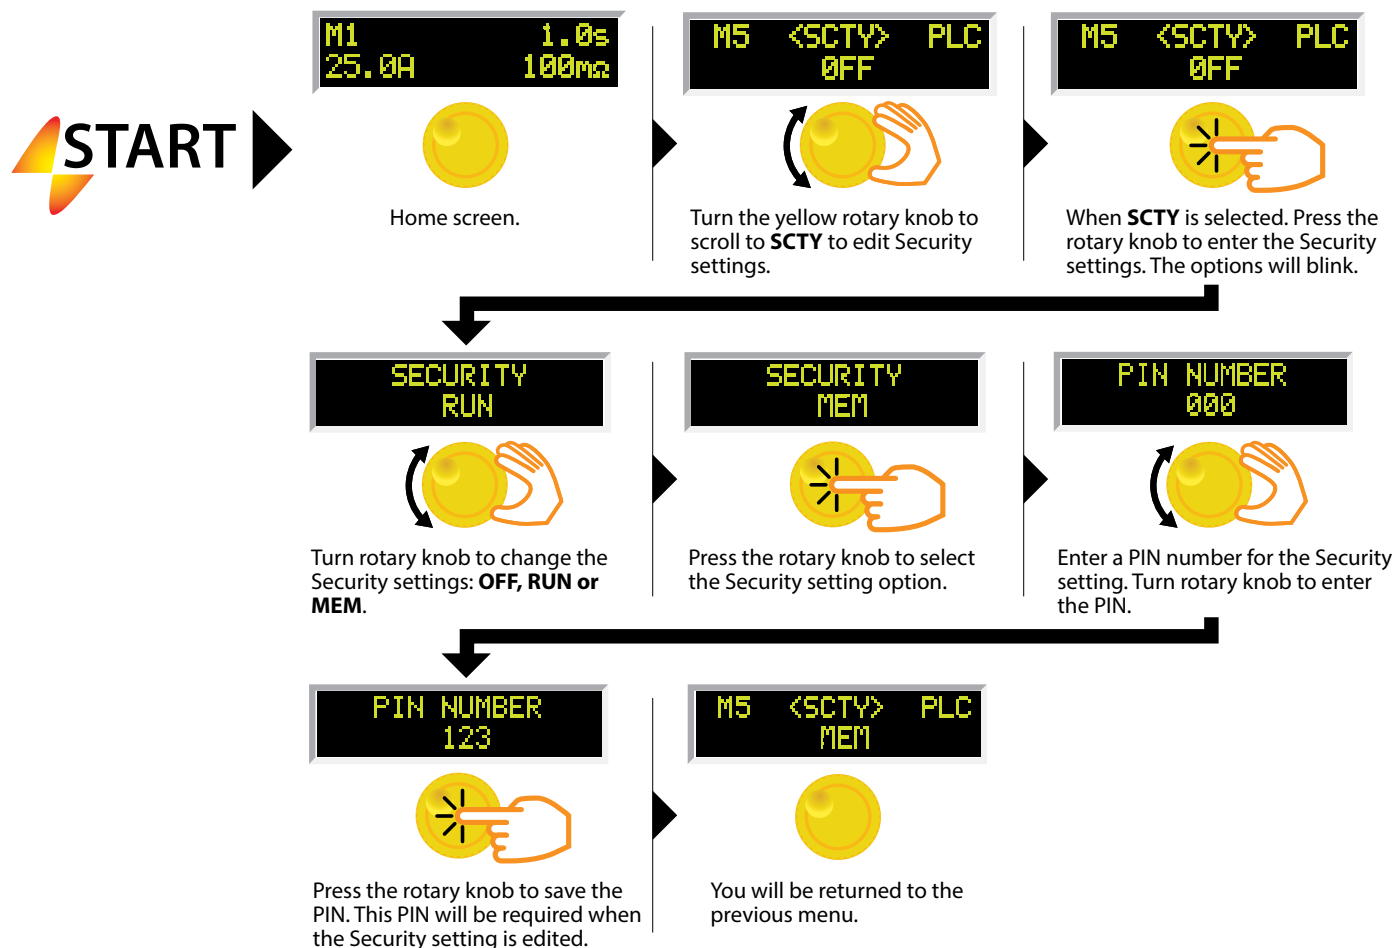 START
M1 1.0s
25.0A 100mΩ
Home screen.
M5 <SCTY> PLC
OFF
Turn the yellow rotary knob to
scroll to SCTY to edit Security
settings.
M5 <SCTY> PLC
OFF
When SCTY is selected. Press the
rotary knob to enter the Security
settings. The options will blink.
SECURITY
RUN
Turn rotary knob to change the
Security settings: OFF, RUN or
MEM.
SECURITY
MEM
Press the rotary knob to select
the Security setting option.
PIN NUMBER
000
Enter a PIN number for the Security
setting. Turn rotary knob to enter
the PIN.
PIN NUMBER
123
Press the rotary knob to save the
PIN. This PIN will be required when
the Security setting is edited.
M5 <SCTY> PLC
MEM
You will be returned to the
previous menu.